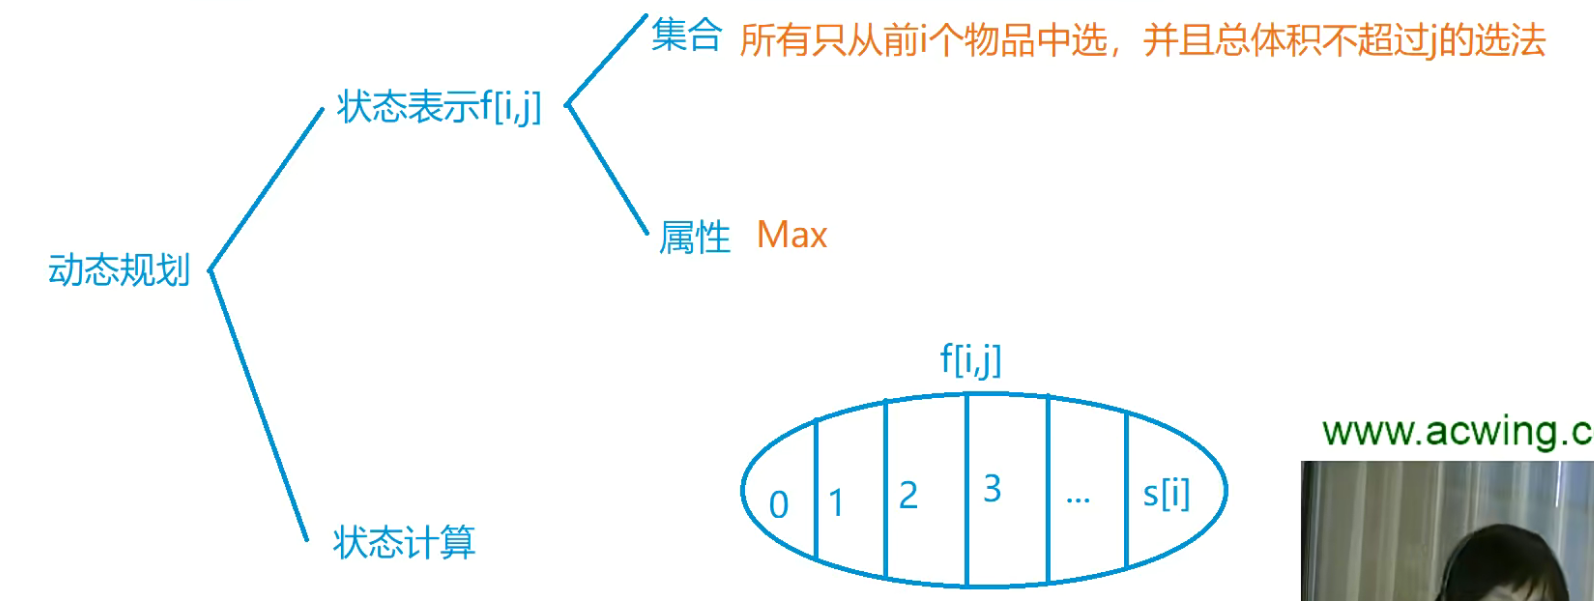 集合 所有只从前i个物品中选，并且总体积不超过j的选法
状态表示f[i,j]
属性 Max
动态规划
f[i,j]
www.acwing.c
0 1 2 3 ... s[i]
状态计算